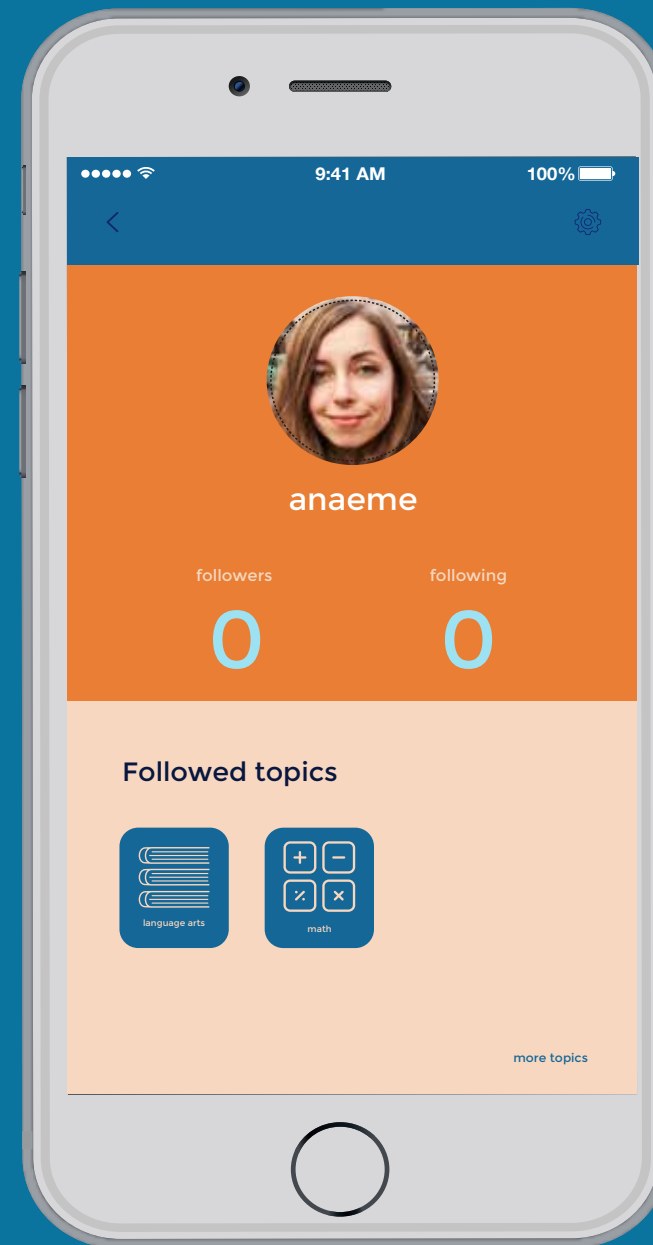 9:41 AM 100%
anaeme
followers following
0 0
Followed topics
language arts math
more topics